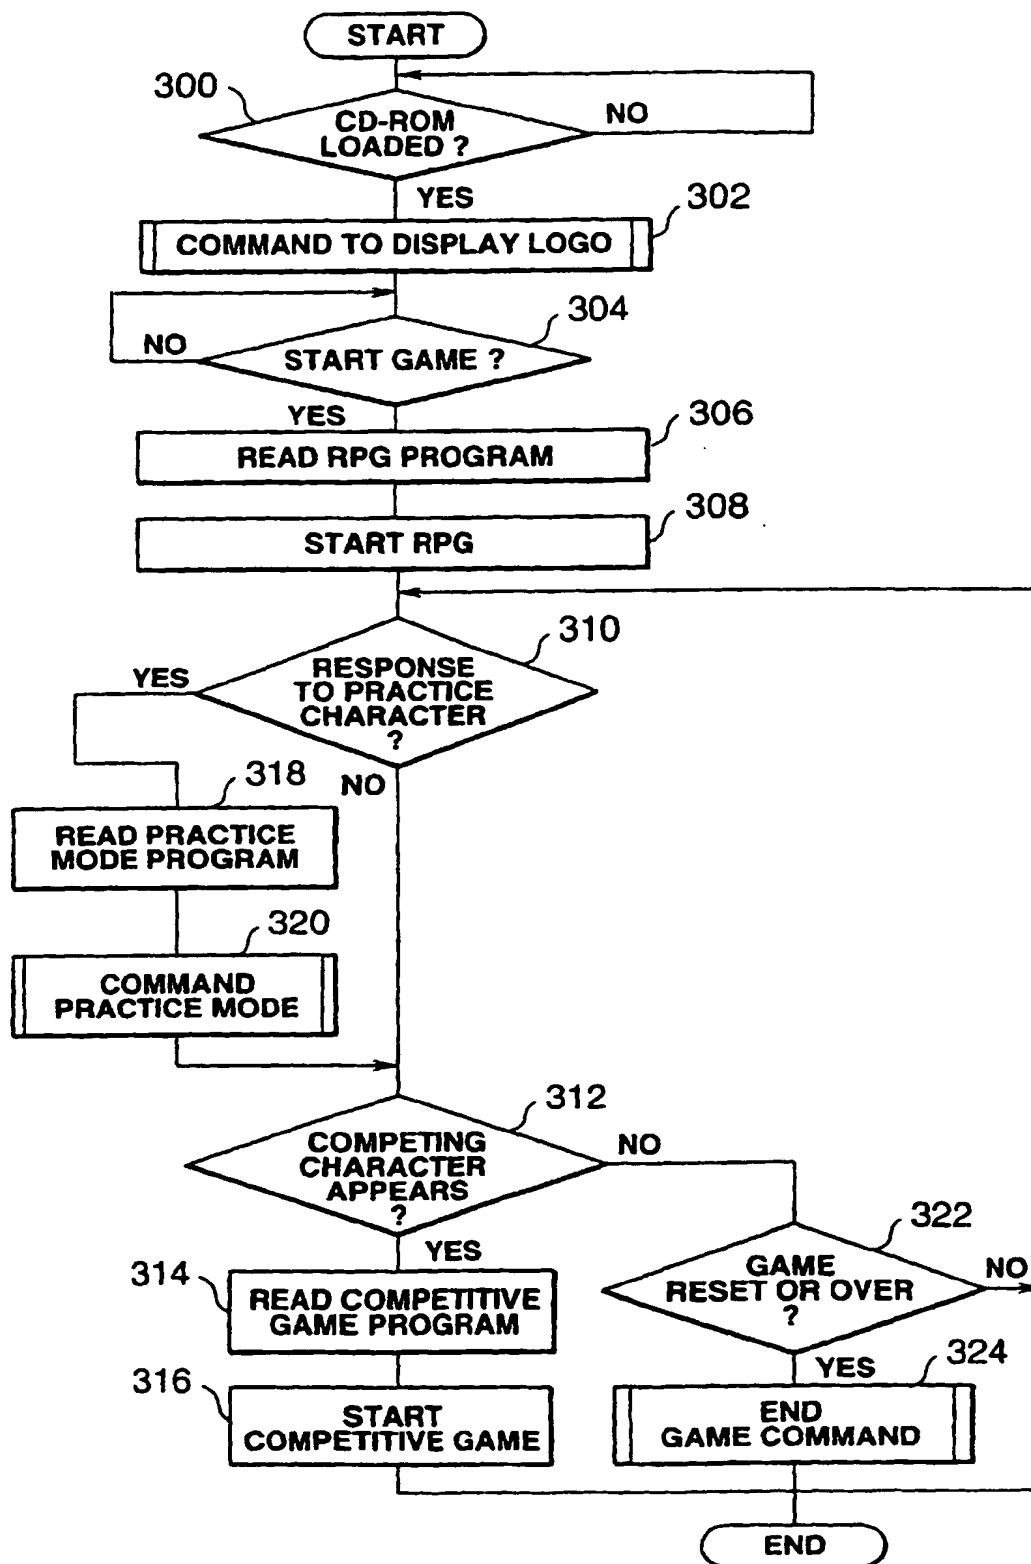 START
300
CD-ROM
LOADED ?
NO
YES
302
COMMAND TO DISPLAY LOGO
304
NO
START GAME ?
YES
306
READ RPG PROGRAM
308
START RPG
310
YES
RESPONSE
TO PRACTICE
CHARACTER
?
NO
318
READ PRACTICE
MODE PROGRAM
320
COMMAND
PRACTICE MODE
312
COMPETING
CHARACTER
APPEARS
?
NO
YES
322
GAME
RESET OR OVER
?
NO
YES
314
READ COMPETITIVE
GAME PROGRAM
324
END
GAME COMMAND
316
START
COMPETITIVE GAME
END